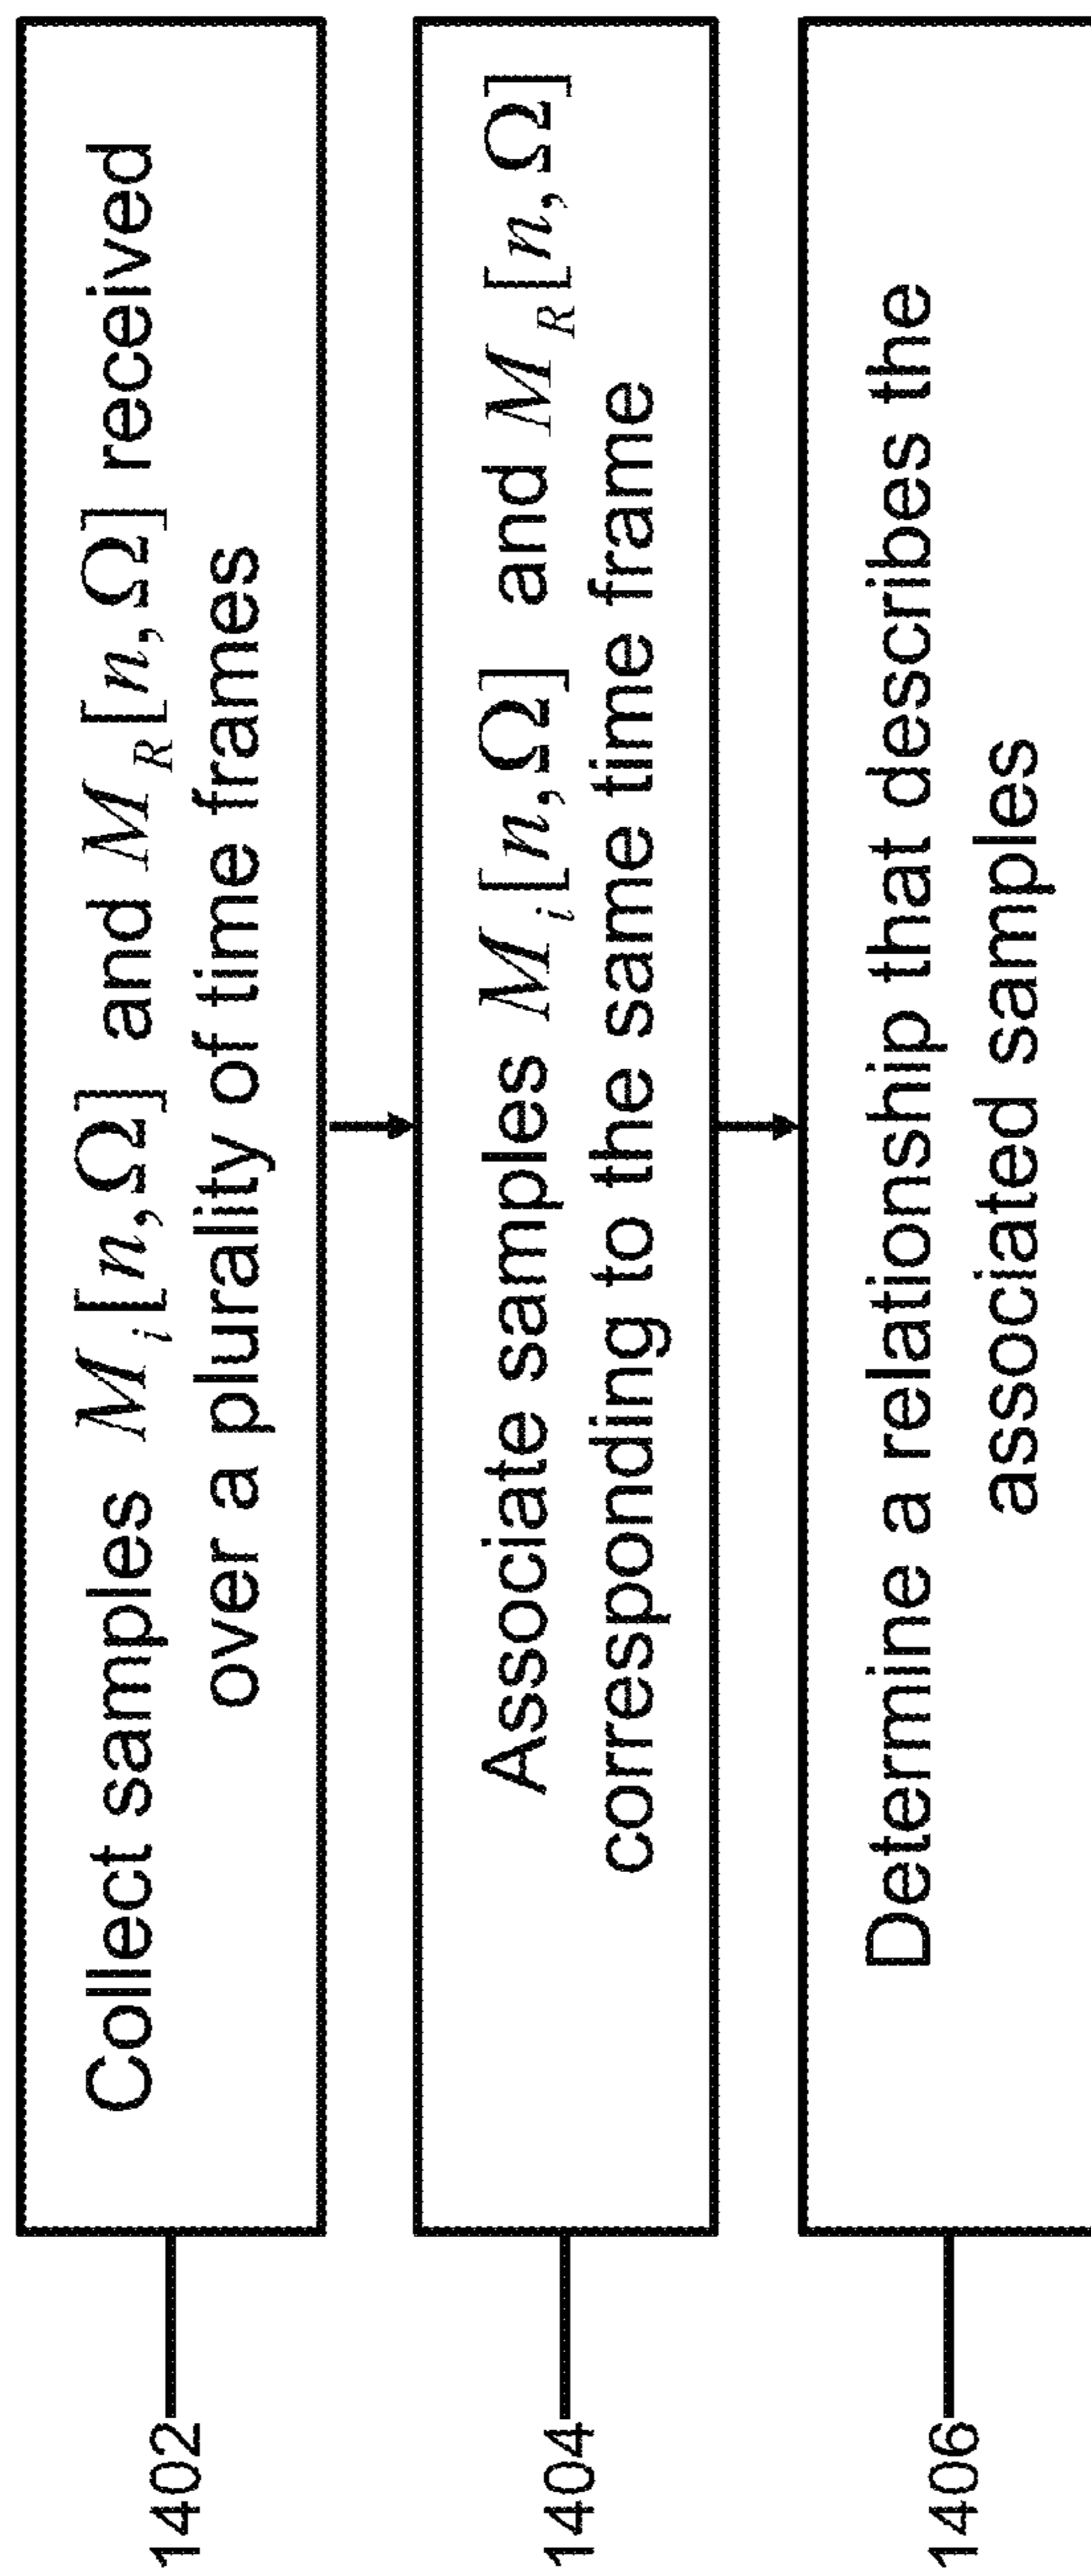 1402
Collect samples M_i[n,Ω] and M_R[n,Ω] received
over a plurality of time frames
1404
Associate samples M_i[n,Ω] and M_R[n,Ω]
corresponding to the same time frame
1406
Determine a relationship that describes the
associated samples